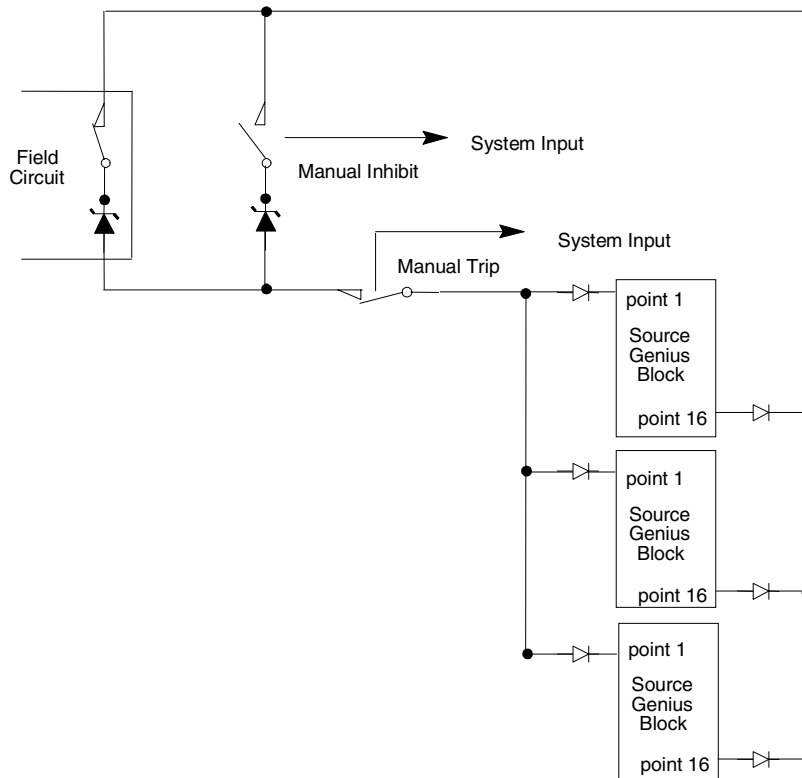 Field
Circuit
Manual Inhibit
System Input
Manual Trip
System Input
point 1
Source
Genius
Block
point 16
point 1
Source
Genius
Block
point 16
point 1
Source
Genius
Block
point 16